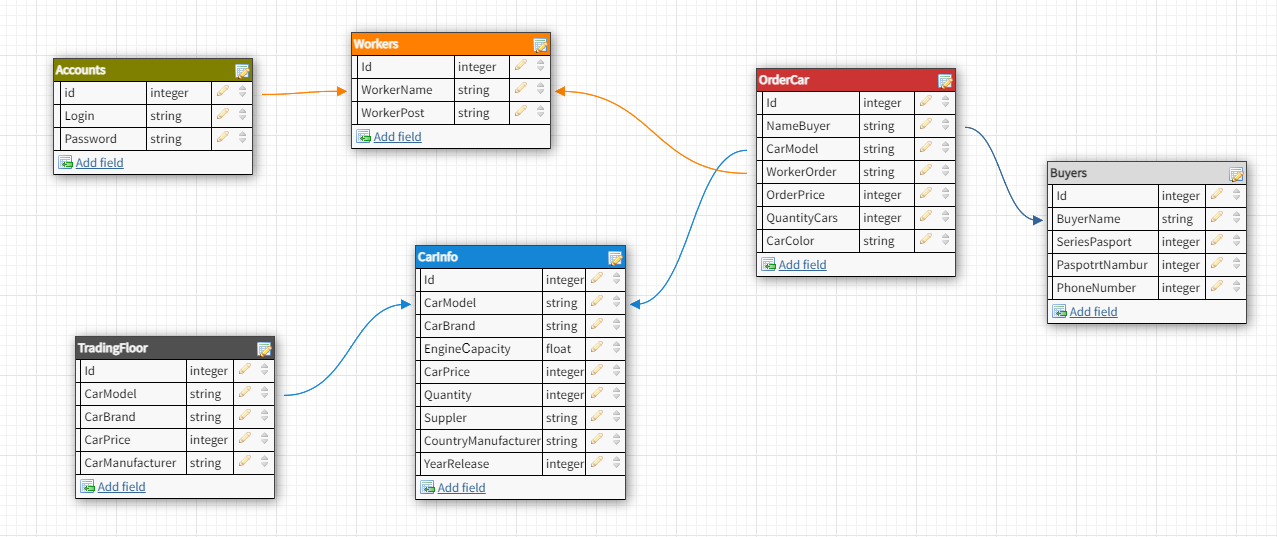 Accounts
id integer
Login string
Password string
Add field
Workers
Id integer
WorkerName string
WorkerPost string
Add field
OrderCar
Id integer
NameBuyer string
CarModel string
WorkerOrder string
OrderPrice integer
QuantityCars integer
CarColor string
Add field
Buyers
Id integer
BuyerName string
SeriesPasport integer
PaspotrtNambur integer
PhoneNumber integer
Add field
CarInfo
Id integer
CarModel string
CarBrand string
EngineCapacity float
CarPrice integer
Quantity integer
Suppler string
CountryManufacturer string
YearRelease integer
Add field
TradingFloor
Id integer
CarModel string
CarBrand string
CarPrice integer
CarManufacturer string
Add field